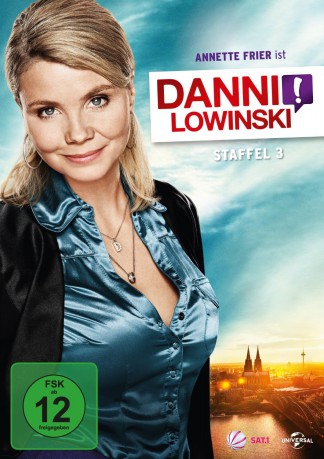 ANNETTE FRIER ist
DANNI!
LOWINSKI
STAFFEL 3
FSK
ab
12
freigegeben
SAT.1
UNIVERSAL